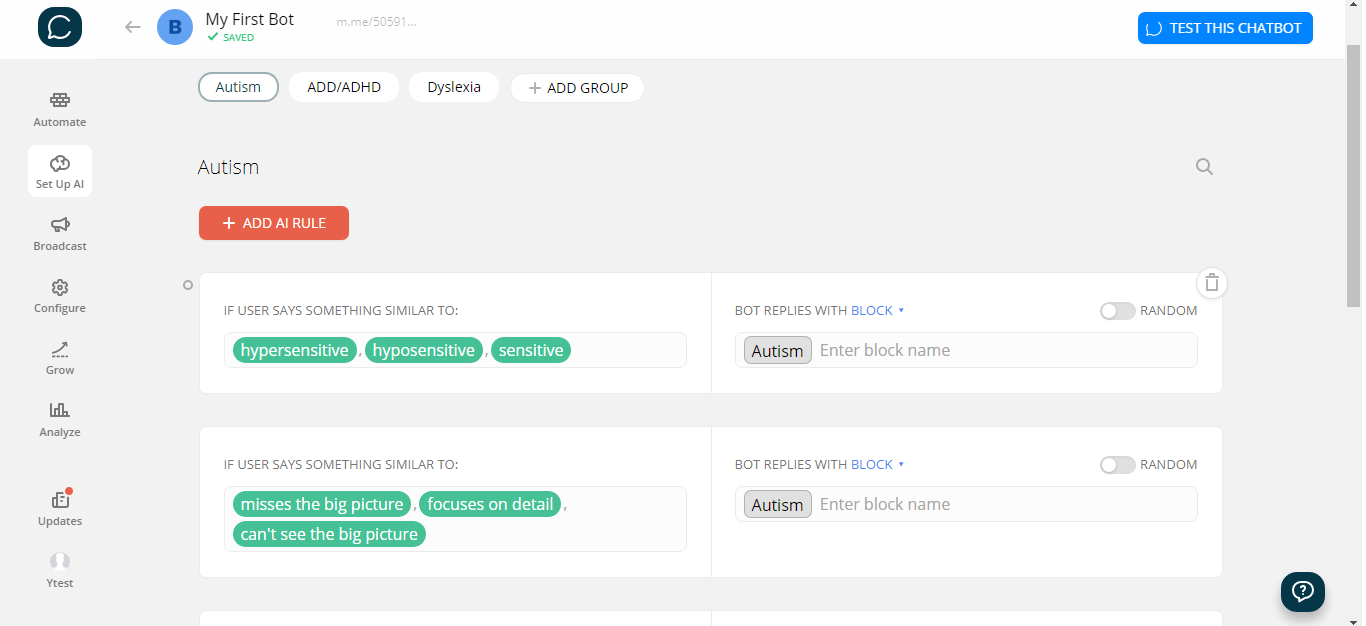 B
My First Bot
SAVED
m.me/50591...
TEST THIS CHATBOT
Automate
Set Up AI
Broadcast
Configure
Grow
Analyze
Updates
Ytest
Autism
ADD/ADHD
Dyslexia
+ ADD GROUP
Autism
+ ADD AI RULE
IF USER SAYS SOMETHING SIMILAR TO:
hypersensitive , hyposensitive , sensitive
BOT REPLIES WITH BLOCK
RANDOM
Autism Enter block name
IF USER SAYS SOMETHING SIMILAR TO:
misses the big picture , focuses on detail ,
can't see the big picture
BOT REPLIES WITH BLOCK
RANDOM
Autism Enter block name
?